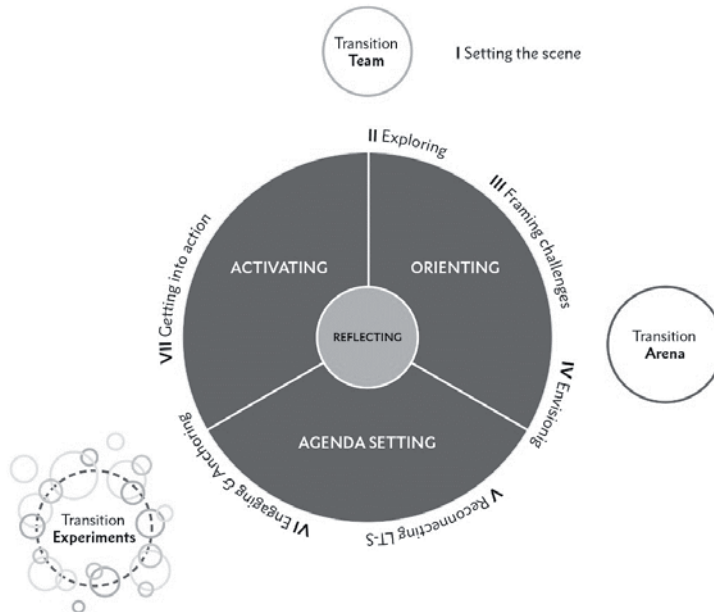 Transition
Team
I Setting the scene
II Exploring
III Framing challenges
ACTIVATING
ORIENTING
VII Getting into action
REFLECTING
Transition
Arena
IV Envisionig
AGENDA SETTING
V Reconnecting LT-S
VI Engaging & Anchoring
Transition
Experiments